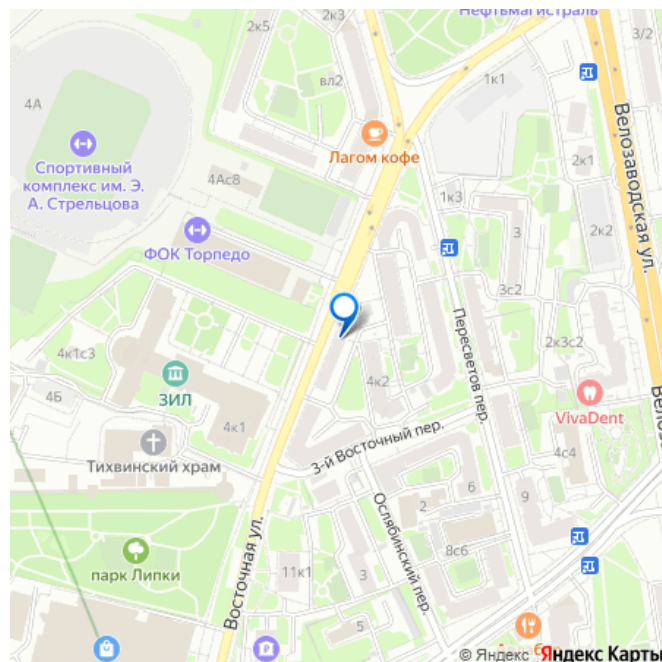 Нефтьмагистраль
2к3
2к5
3/2
вл2
1к1
4А
Велозаводская ул.
Лагом кофе
2к1
Спортивный
комплекс им. Э.
А. Стрельцова
4Ас8
1к3
3
2к2
ФОК Торпедо
3с2
Пересветов пер.
2к3с2
4к1с3
4к2
4Б
ЗИЛ
VivaDent
4к1
3-й Восточный пер.
Тихвинский храм
4с4
6
9
2
Ослябинский пер.
Восточная ул.
8с6
парк Липки
11к1
3
5
© Яндекс
Яндекс Карты